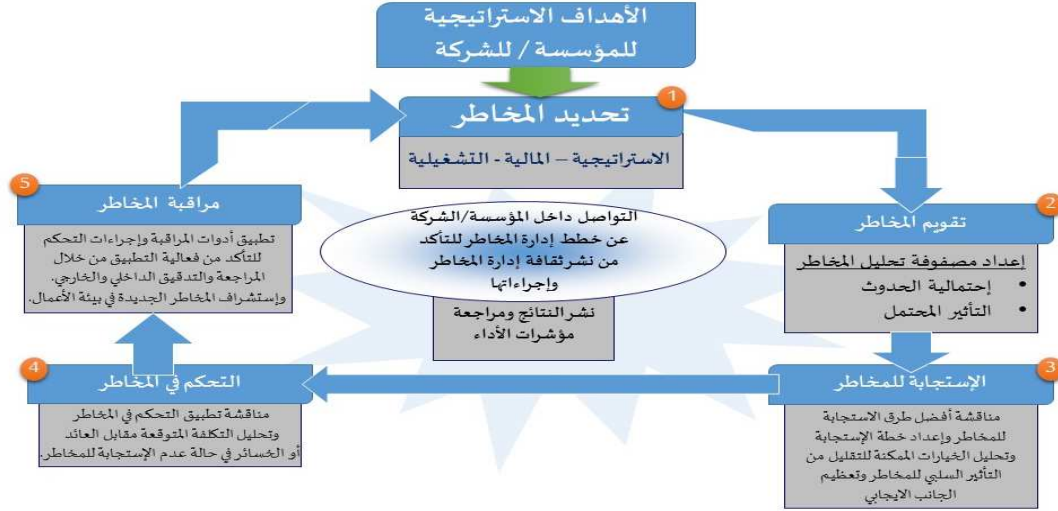 الأهداف الاستراتيجية
للمؤسسة / للشركة
1
تحديد المخاطر
الاستراتيجية – المالية - التشغيلية
2
تقويم المخاطر
إعداد مصفوفة تحليل المخاطر
• إحتمالية الحدوث
• التأثير المحتمل
3
الإستجابة للمخاطر
مناقشة أفضل طرق الاستجابة
للمخاطر وإعداد خطة الإستجابة
وتحليل الخيارات الممكنة للتقليل من
التأثير السلبي للمخاطر وتعظيم
الجانب الايجابي
4
التحكم في المخاطر
مناقشة تطبيق التحكم في المخاطر
وتحليل التكلفة المتوقعة مقابل العائد
أو الخسائر في حالة عدم الإستجابة للمخاطر.
5
مراقبة المخاطر
تطبيق أدوات المراقبة وإجراءات التحكم
للتأكد من فعالية التطبيق من خلال
المراجعة والتدقيق الداخلي والخارجي.
وإستشراف المخاطر الجديدة في بيئة الأعمال.
التواصل داخل المؤسسة/الشركة
عن خطط إدارة المخاطر للتأكد
من نشر ثقافة إدارة المخاطر
وإجراءاتها
نشر النتائج ومراجعة
مؤشرات الأداء